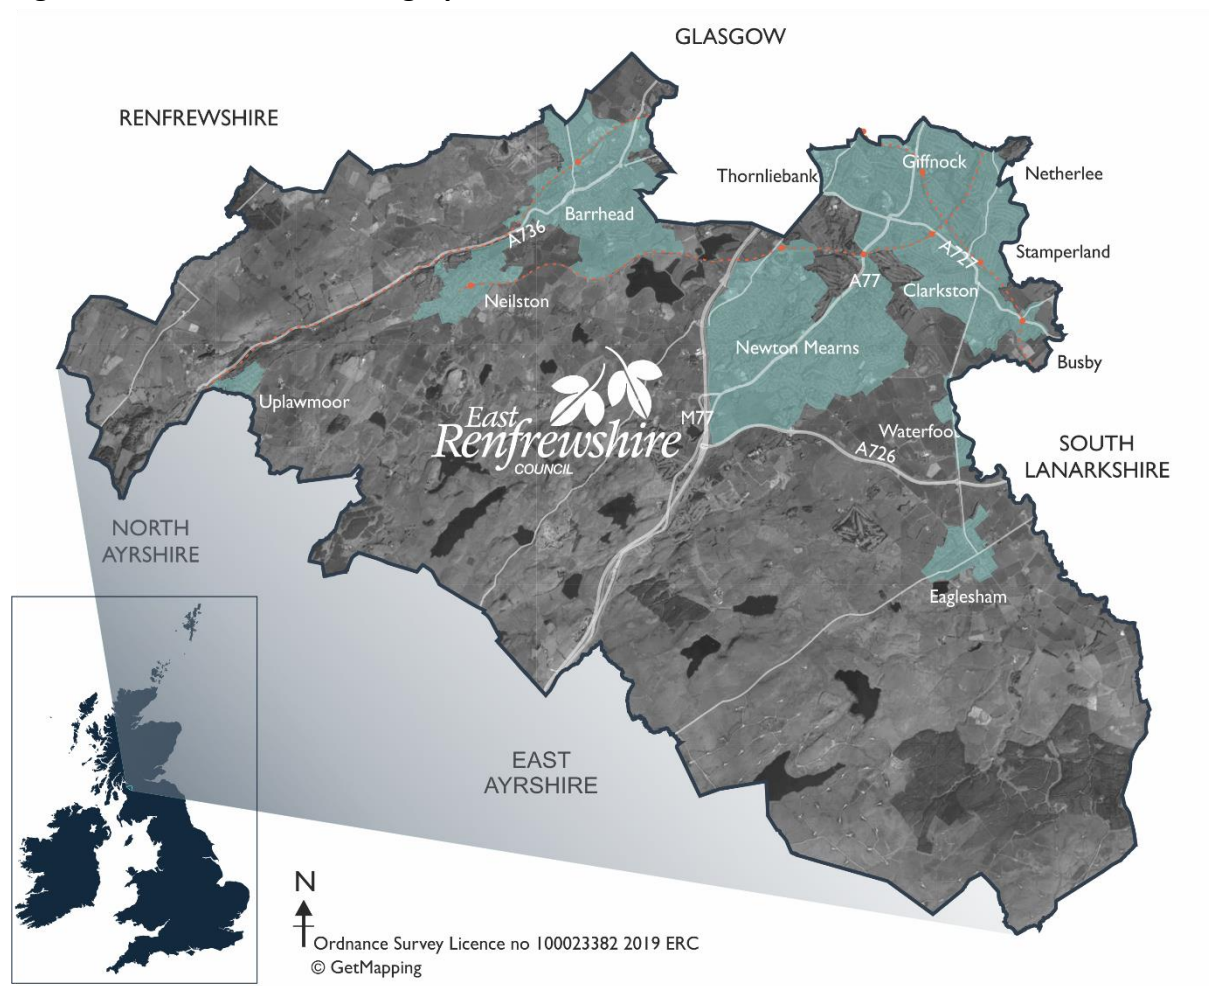 GLASGOW
RENFREWSHIRE
Giffnock
Thornliebank
Netherlee
Barrhead
A736
A727
Stamperland
A77
Clarkston
Neilston
Newton Mearns
Busby
Uplawmoor
East
Renfrewshire
COUNCIL
M77
Waterfoot
A726
SOUTH
LANARKSHIRE
NORTH
AYRSHIRE
Eaglesham
EAST
AYRSHIRE
N
Ordnance Survey Licence no 100023382 2019 ERC
© GetMapping